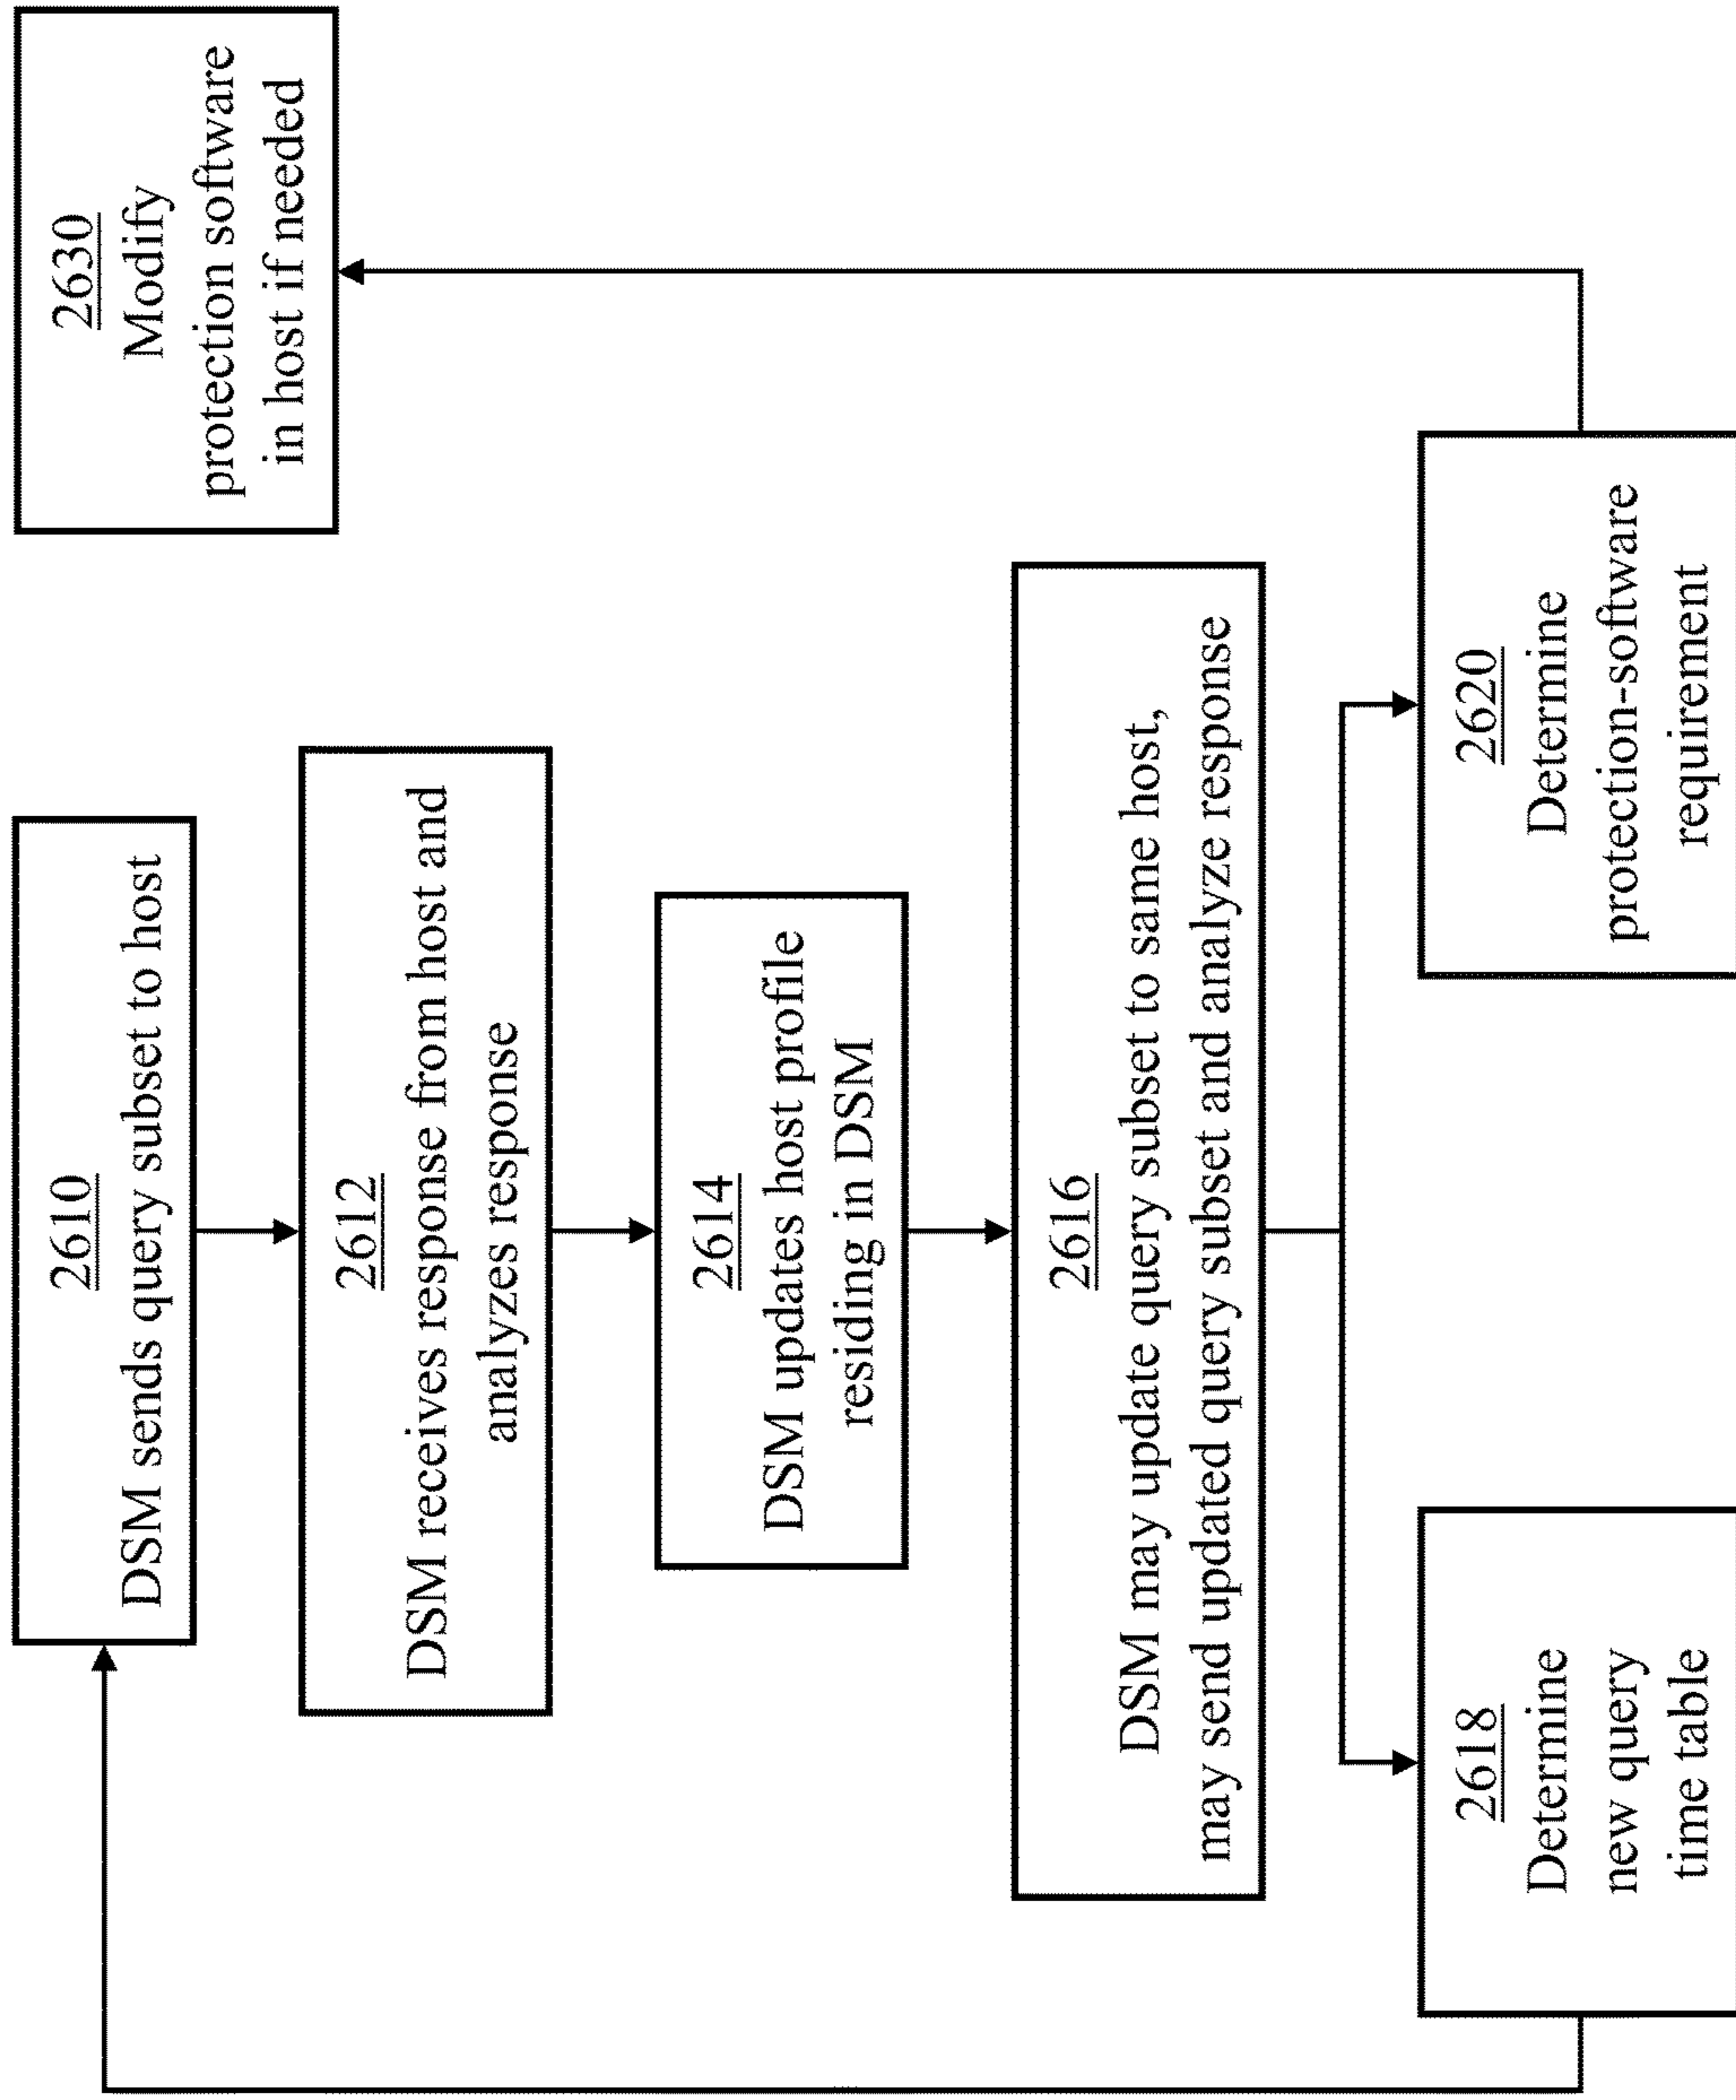 2610
DSM sends query subset to host
2612
DSM receives response from host and
analyzes response
2614
DSM updates host profile
residing in DSM
2616
DSM may update query subset to same host,
may send updated query subset and analyze response
2618
Determine
new query
time table
2620
Determine
protection-software
requirement
2630
Modify
protection software
in host if needed